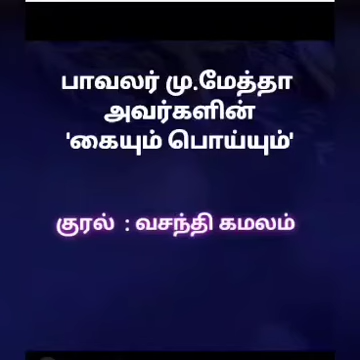 பாவலர் மு.மேத்தா
அவர்களின்
'கையும் பொய்யும்'
குரல் : வசந்தி கமலம்